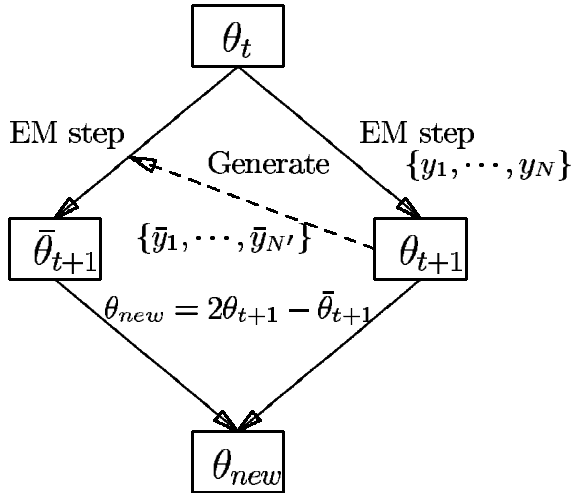 θ_t
EM step
EM step
Generate
{y_1, ⋯, y_N}
{ȳ_1, ⋯, ȳ_{N′}}
θ̄_{t+1}
θ_{t+1}
θ_{new} = 2θ_{t+1} − θ̄_{t+1}
θ_{new}